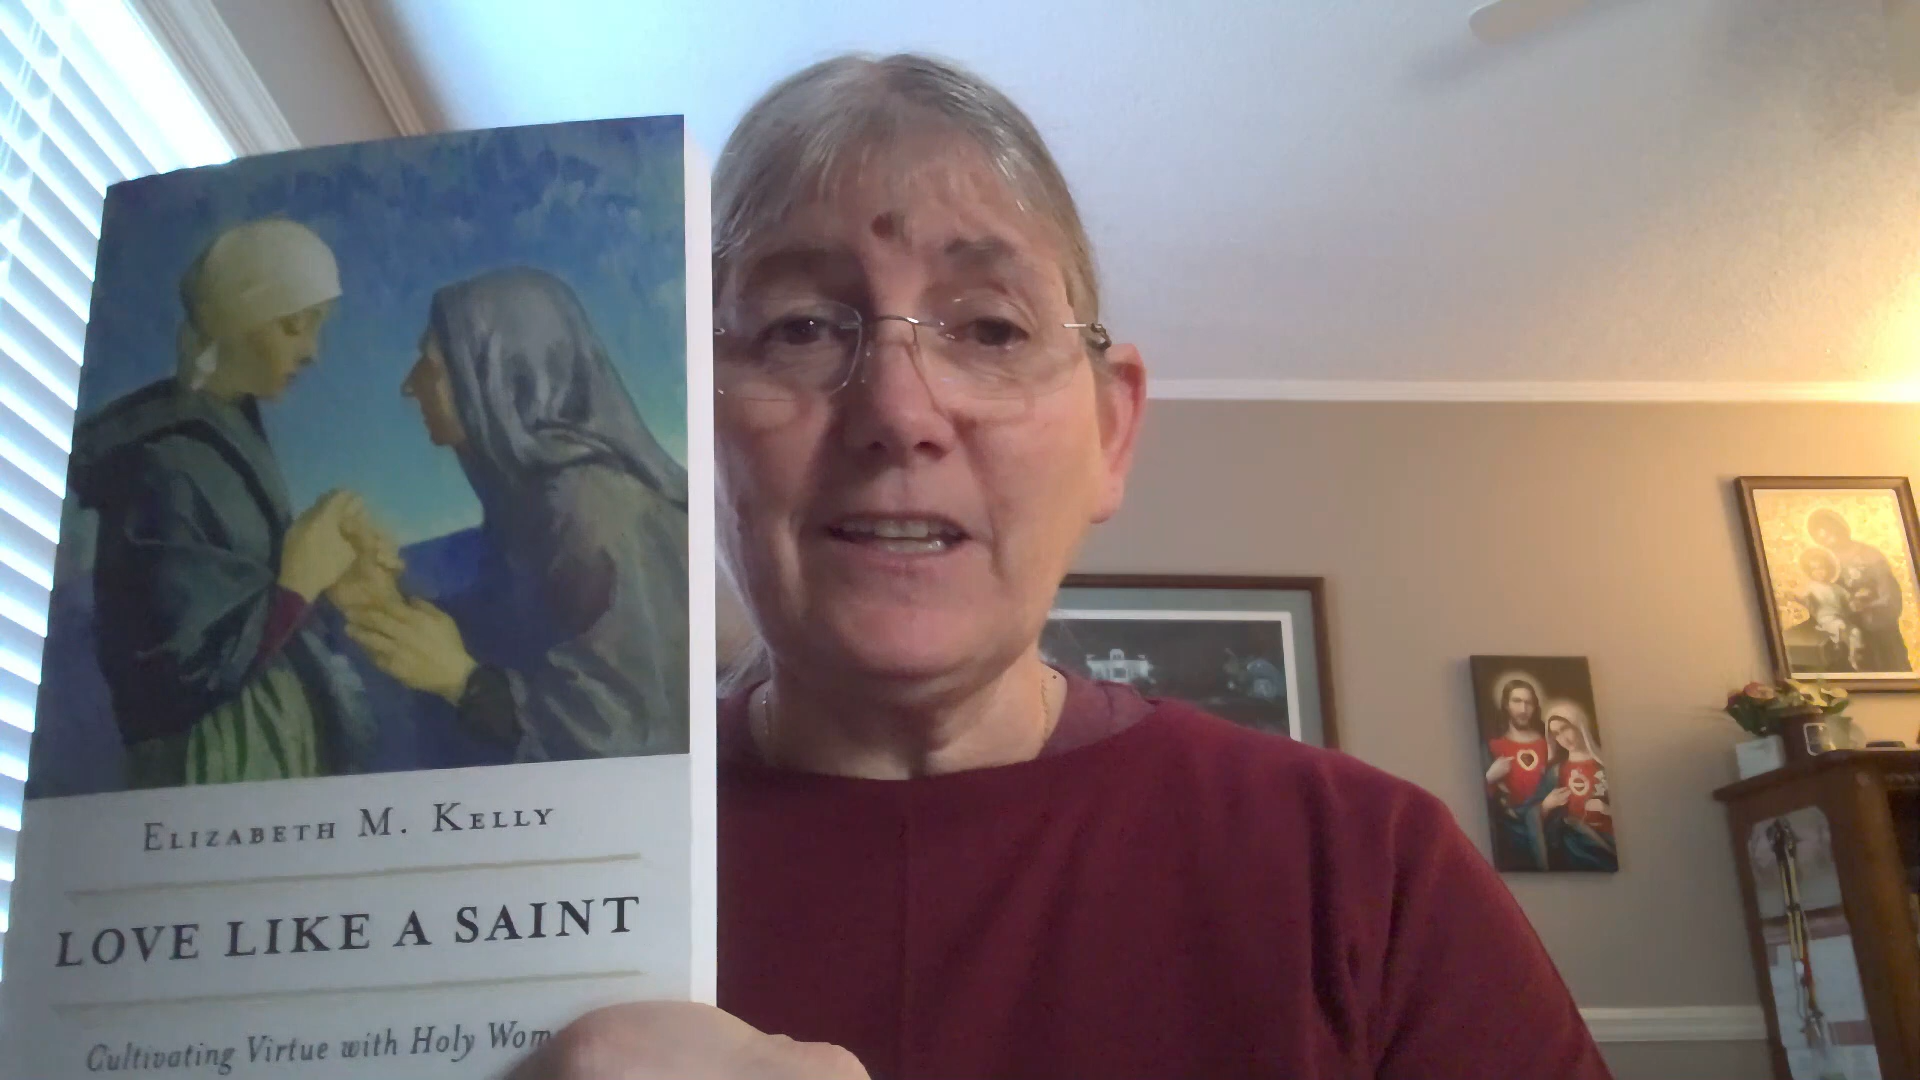 ELIZABETH M. KELLY
LOVE LIKE A SAINT
Cultivating Virtue with Holy